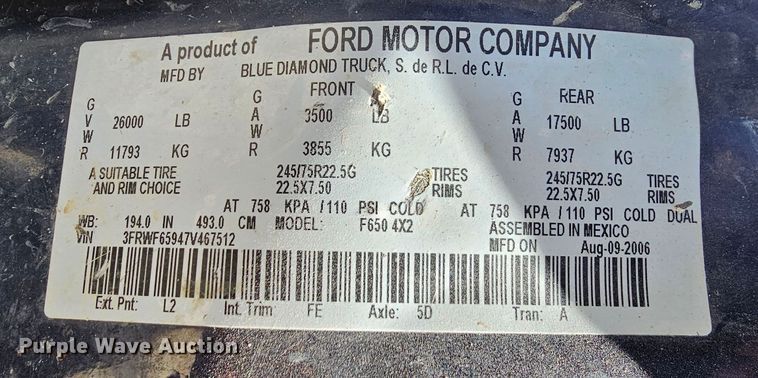 A product of FORD MOTOR COMPANY
MFD BY BLUE DIAMOND TRUCK, S. de R.L. de C.V.
G FRONT G REAR
V 26000 LB A 3500 LB A 17500 LB
W W W
R 11793 KG R 3855 KG R 7937 KG
A SUITABLE TIRE 245/75R22.5G TIRES 245/75R22.5G TIRES
AND RIM CHOICE 22.5X7.50 RIMS 22.5X7.50 RIMS
AT 758 KPA / 110 PSI COLD AT 758 KPA / 110 PSI COLD DUAL
WB: 194.0 IN 493.0 CM MODEL: F650 4X2 ASSEMBLED IN MEXICO
VIN 3FRWF65947V467512 MFD ON Aug-09-2006
Ext. Pnt: L2 Int. Trim FE Axle: 5D Tran: A
Purple Wave Auction